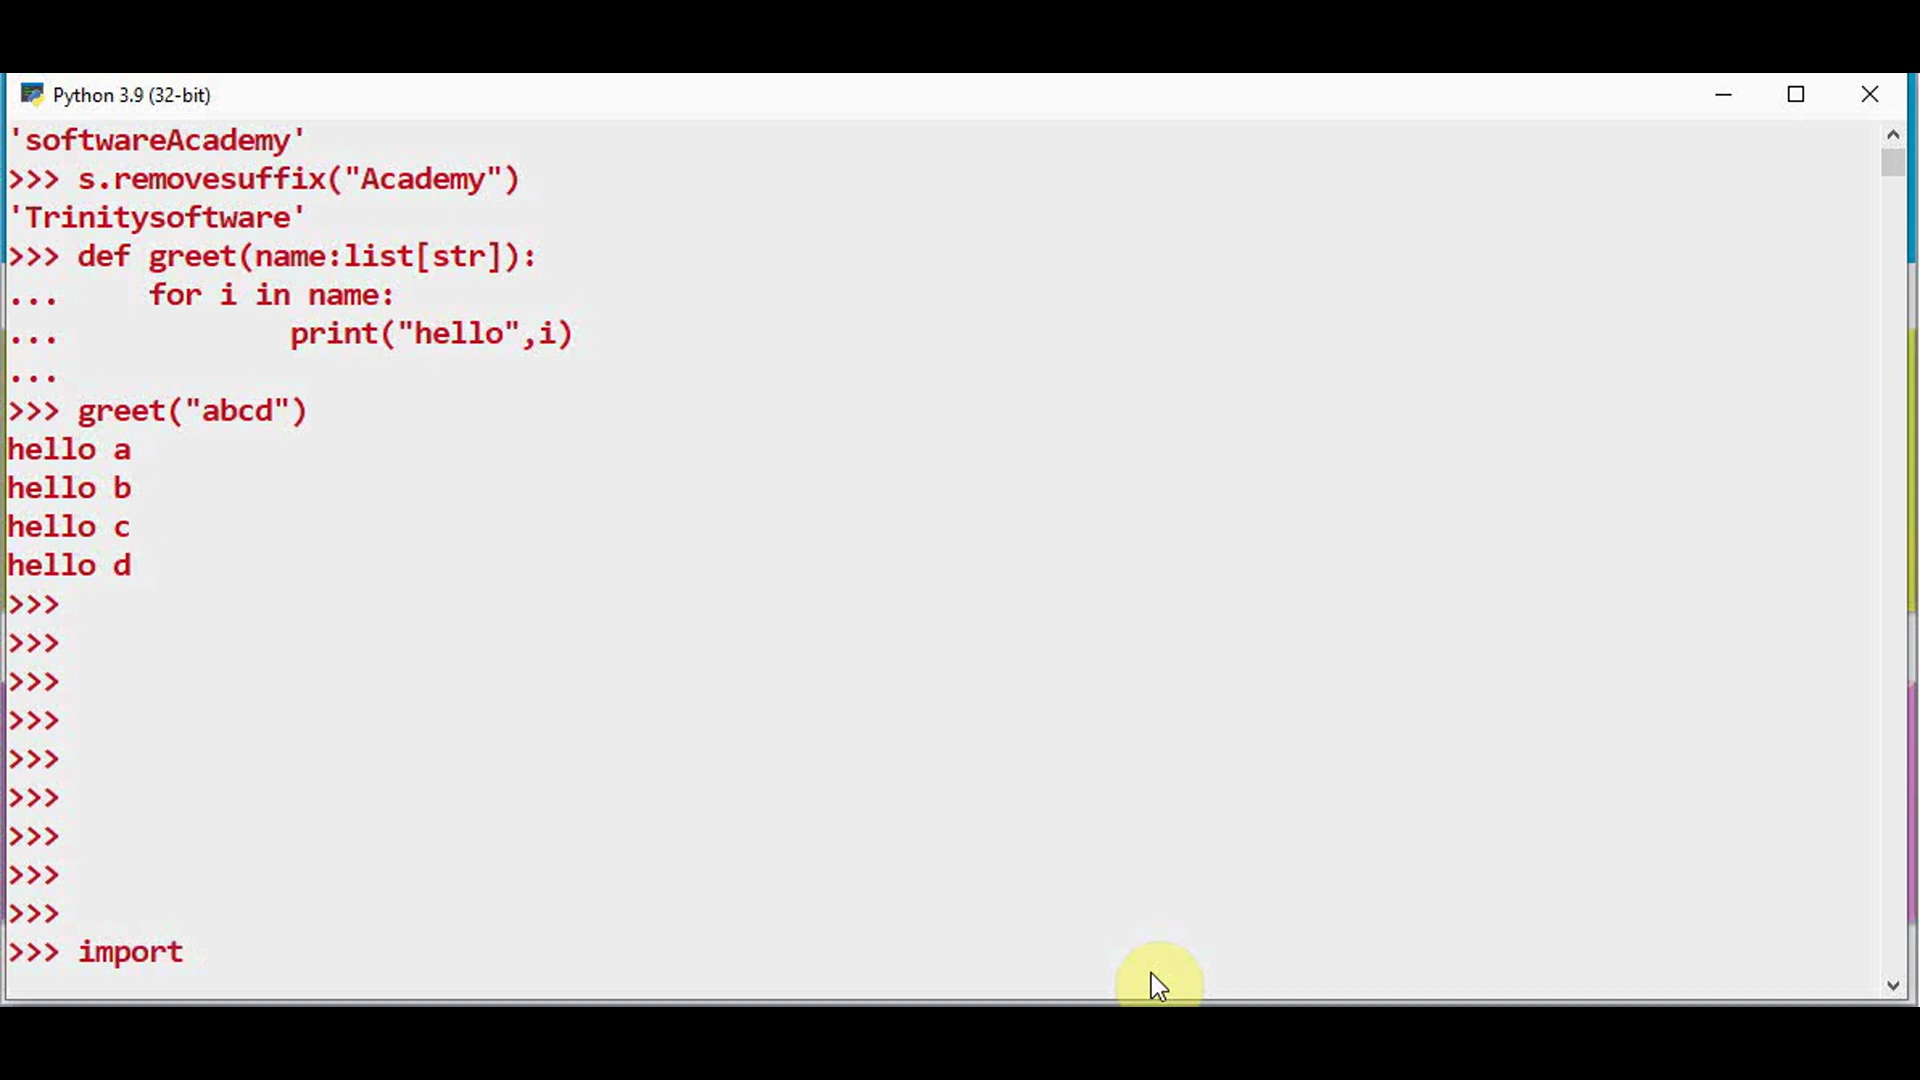 Python 3.9 (32-bit)
'softwareAcademy'
>>> s.removesuffix("Academy")
'Trinitysoftware'
>>> def greet(name:list[str]):
...     for i in name:
...             print("hello",i)
...
>>> greet("abcd")
hello a
hello b
hello c
hello d
>>>
>>>
>>>
>>>
>>>
>>>
>>>
>>>
>>>
>>> import